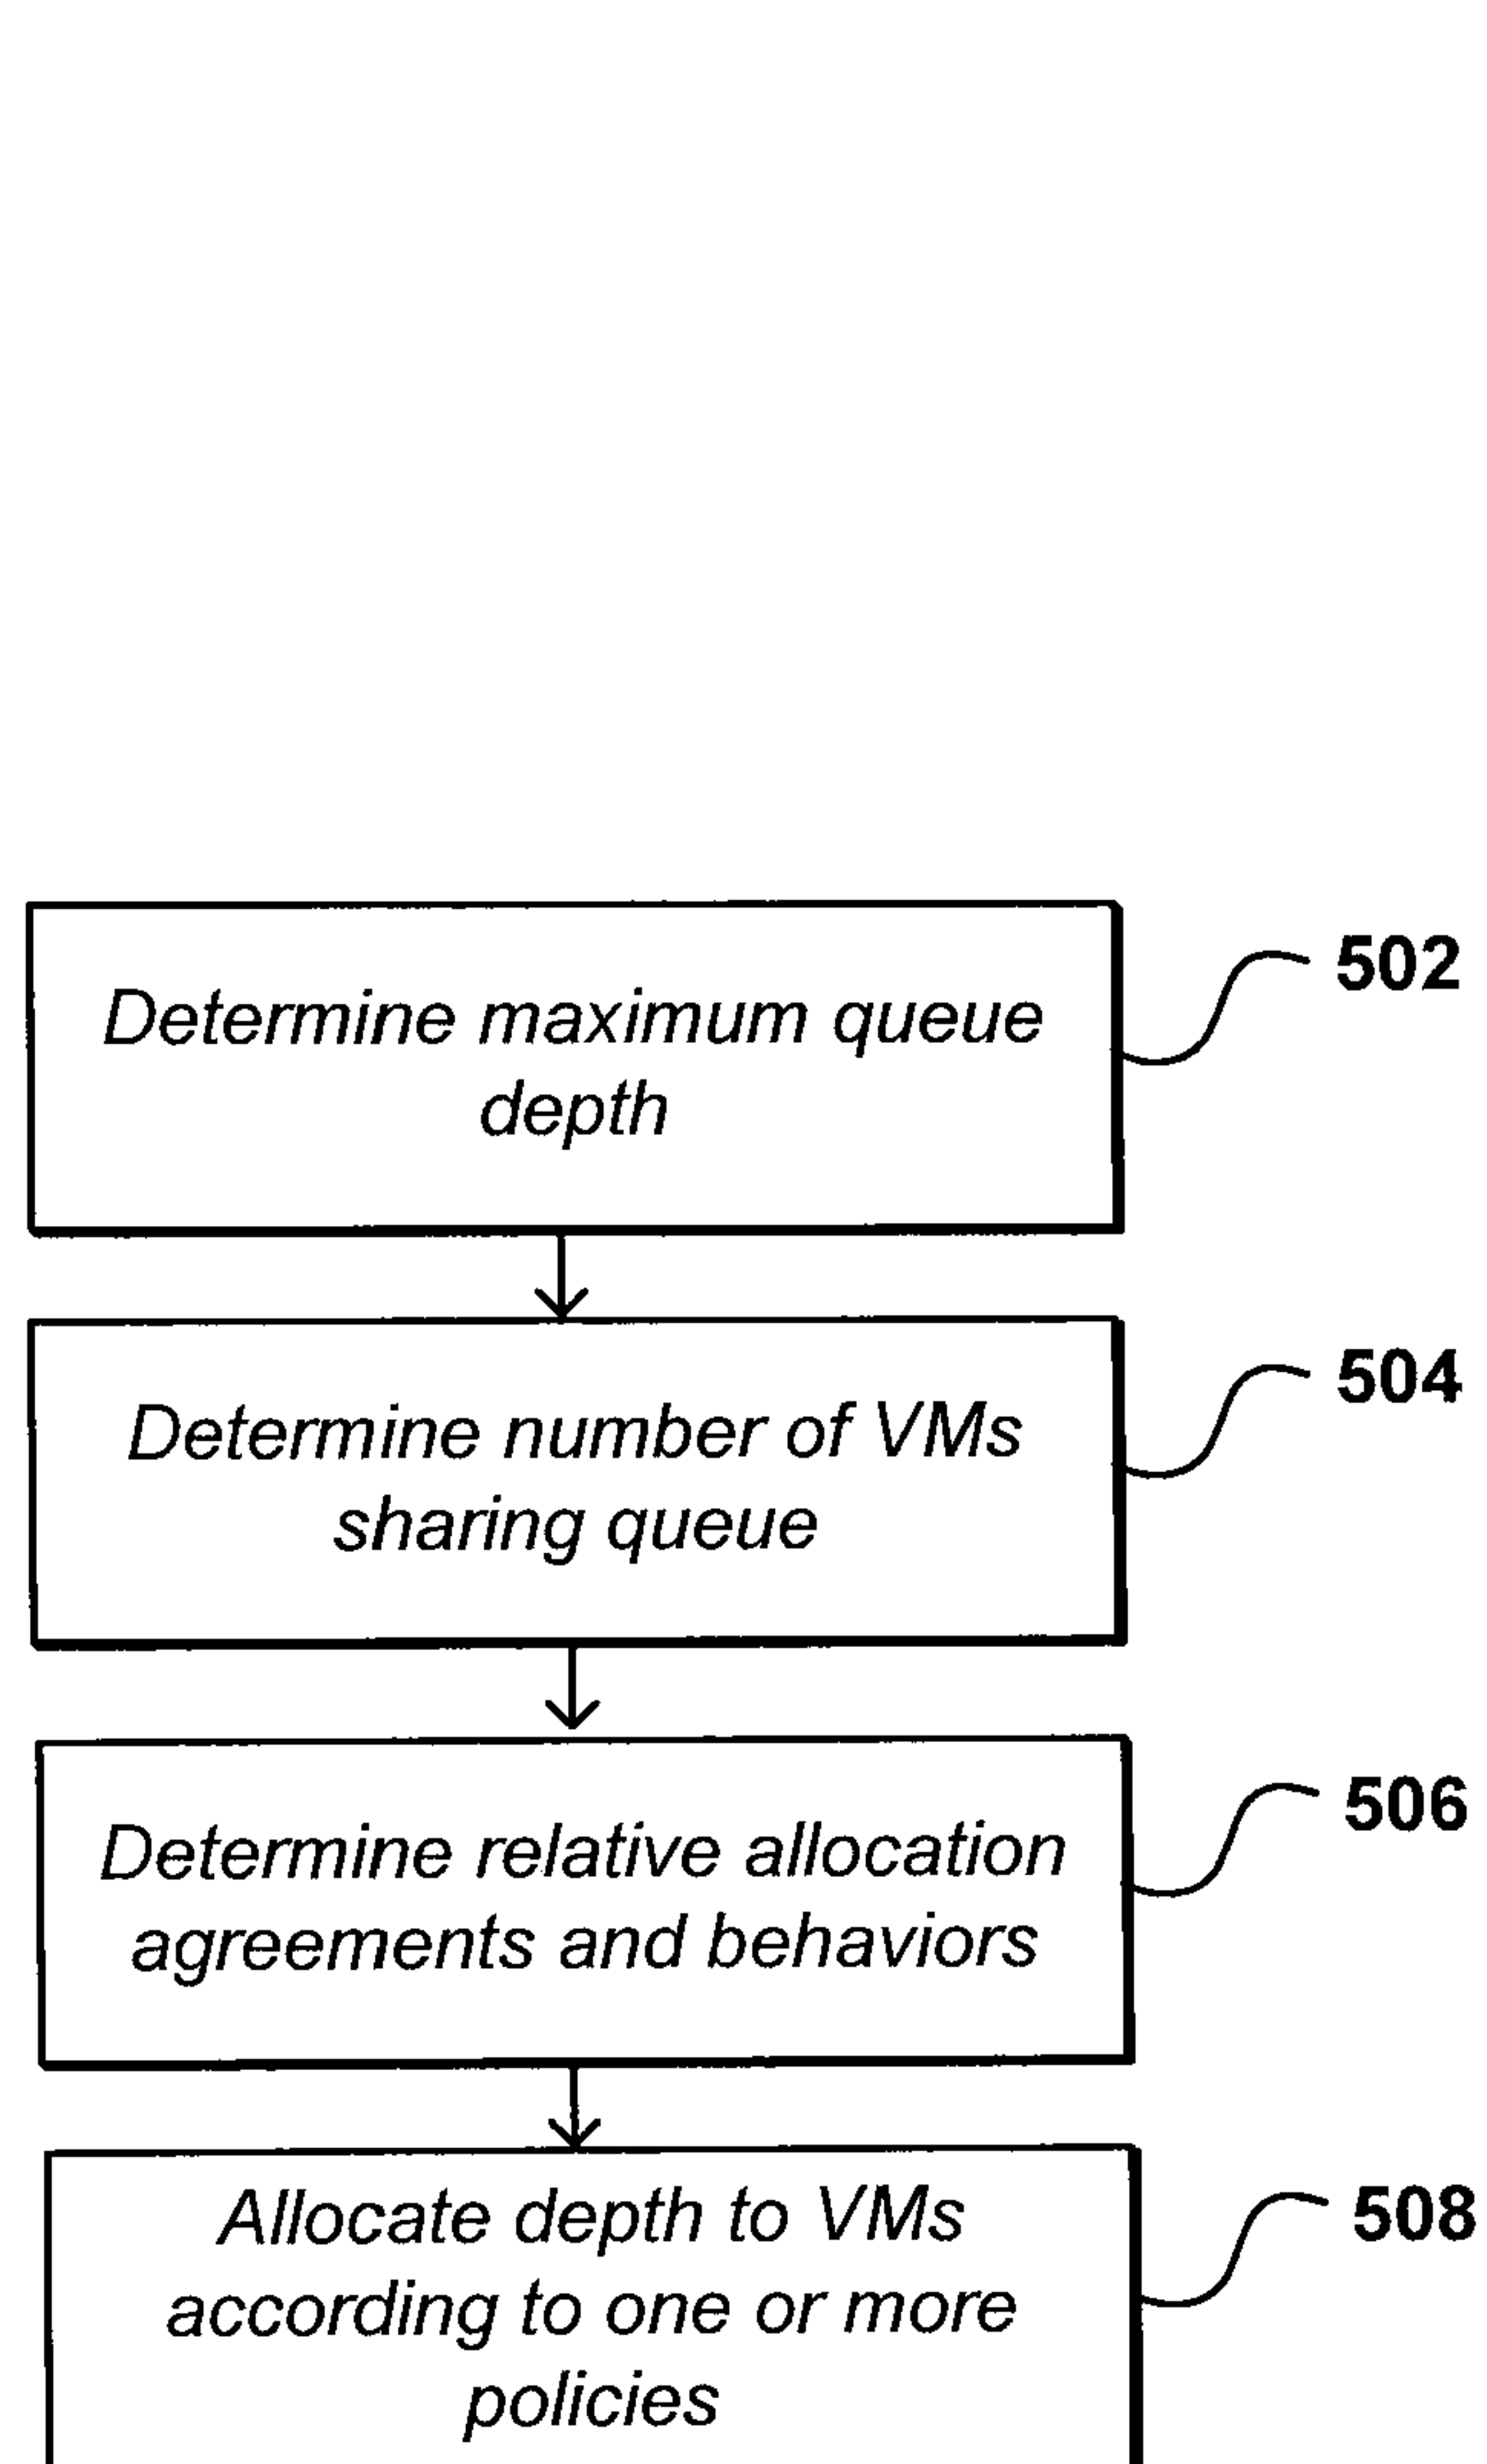 Determine maximum queue
depth
502
Determine number of VMs
sharing queue
504
Determine relative allocation
agreements and behaviors
506
Allocate depth to VMs
according to one or more
policies
508